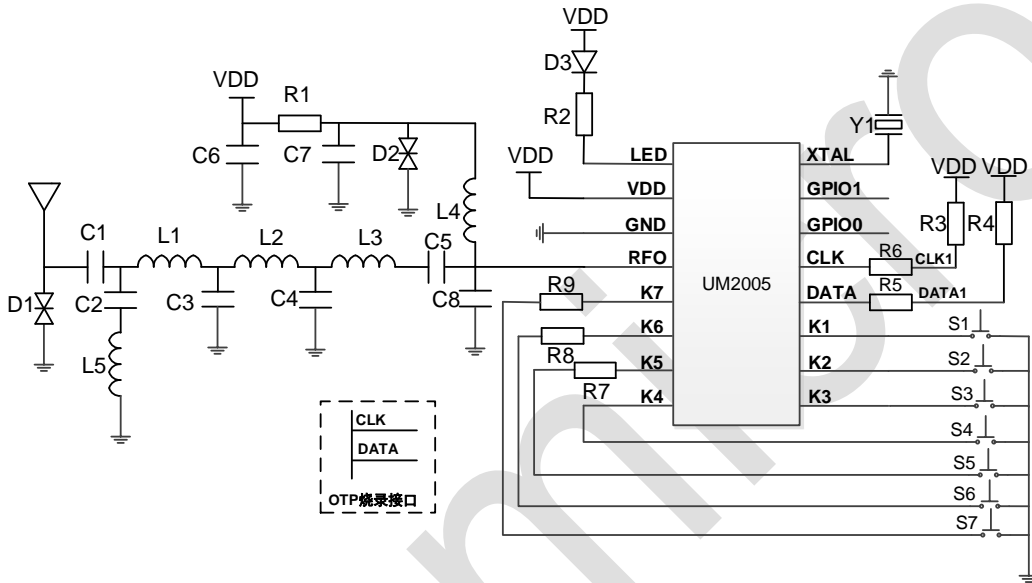 VDD
D3
R2
VDD
R1
C6
C7
D2
VDD
L4
Y1
LED
VDD
GND
RFO
K7
K6
K5
K4
UM2005
XTAL
GPIO1
GPIO0
CLK
DATA
K1
K2
K3
VDD
VDD
R3
R4
R6
CLK1
R5
DATA1
C1
L1
L2
L3
C5
C8
D1
C2
C3
C4
L5
R9
R8
R7
S1
S2
S3
S4
S5
S6
S7
CLK
DATA
OTP烧录接口
micro